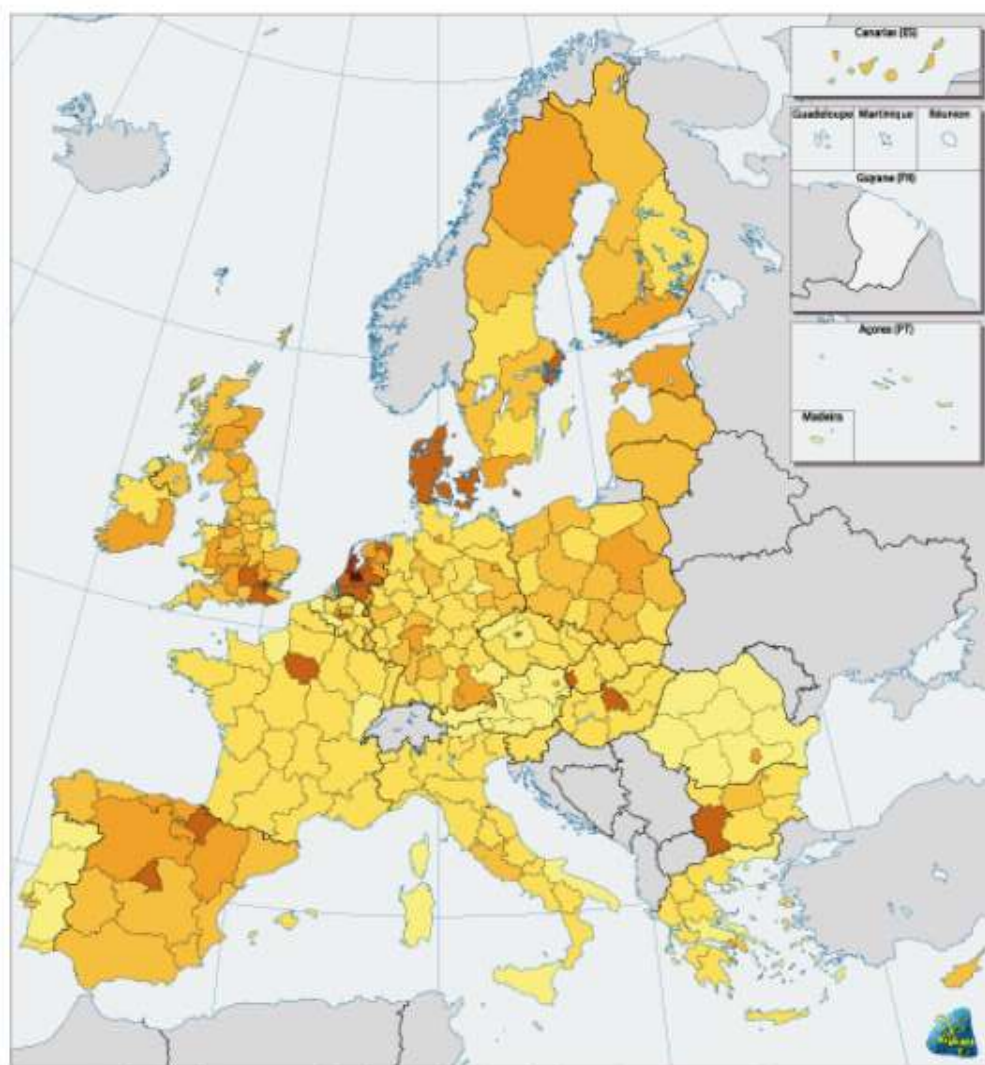 Canarias (ES)
Guadeloupe Martinique Réunion
Guyane (FR)
Açores (PT)
Madeira